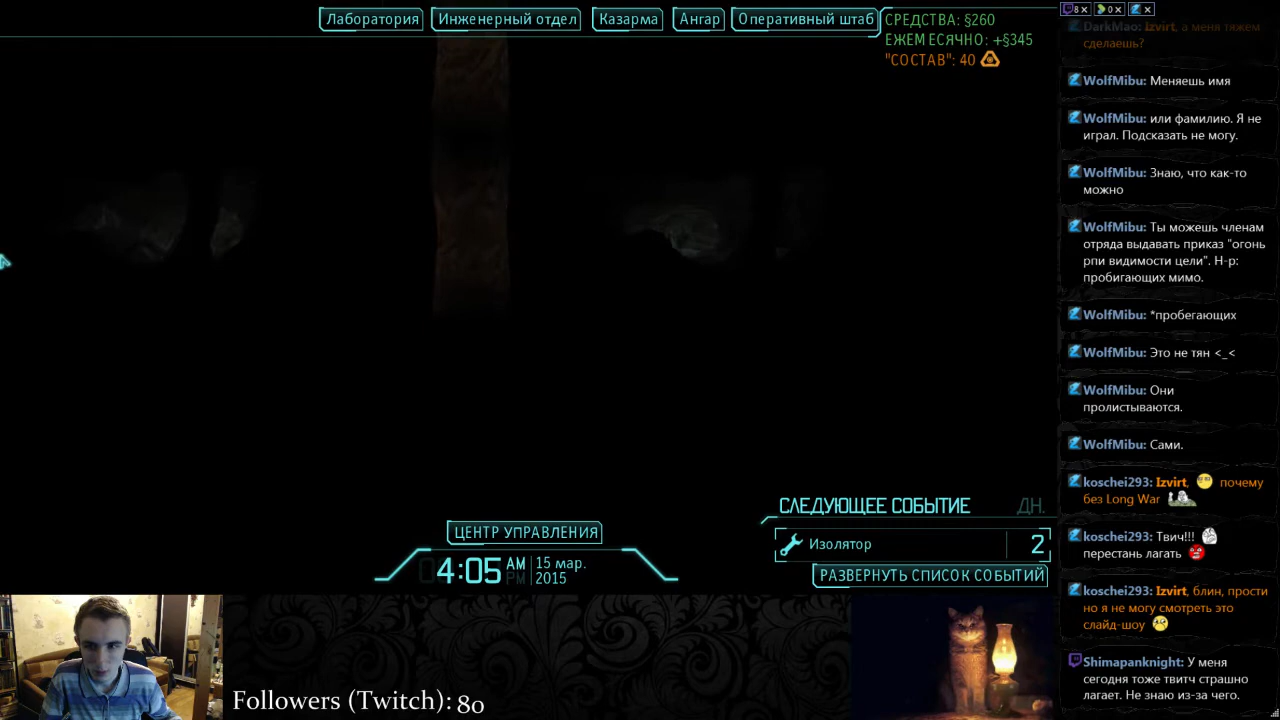 Лаборатория
Инженерный отдел
Казарма
Ангар
Оперативный штаб
СРЕДСТВА: §260
ЕЖЕМЕСЯЧНО: +§345
"СОСТАВ": 40
СЛЕДУЮЩЕЕ СОБЫТИЕ ДН.
Изолятор 2
РАЗВЕРНУТЬ СПИСОК СОБЫТИЙ
ЦЕНТР УПРАВЛЕНИЯ
4:05 AM PM
15 мар.
2015
Followers (Twitch): 80
8 × 0 × ×
DarkMao: Izvirt, а меня тяжем
сделаешь?
WolfMibu: Меняешь имя
WolfMibu: или фамилию. Я не
играл. Подсказать не могу.
WolfMibu: Знаю, что как-то
можно
WolfMibu: Ты можешь членам
отряда выдавать приказ "огонь
рпи видимости цели". Н-р:
пробигающих мимо.
WolfMibu: *пробегающих
WolfMibu: Это не тян <_<
WolfMibu: Они
пролистываются.
WolfMibu: Сами.
koschei293: Izvirt, почему
без Long War
koschei293: Твич!!!
перестань лагать
koschei293: Izvirt, блин, прости
но я не могу смотреть это
слайд-шоу
Shimapanknight: У меня
сегодня тоже твитч страшно
лагает. Не знаю из-за чего.